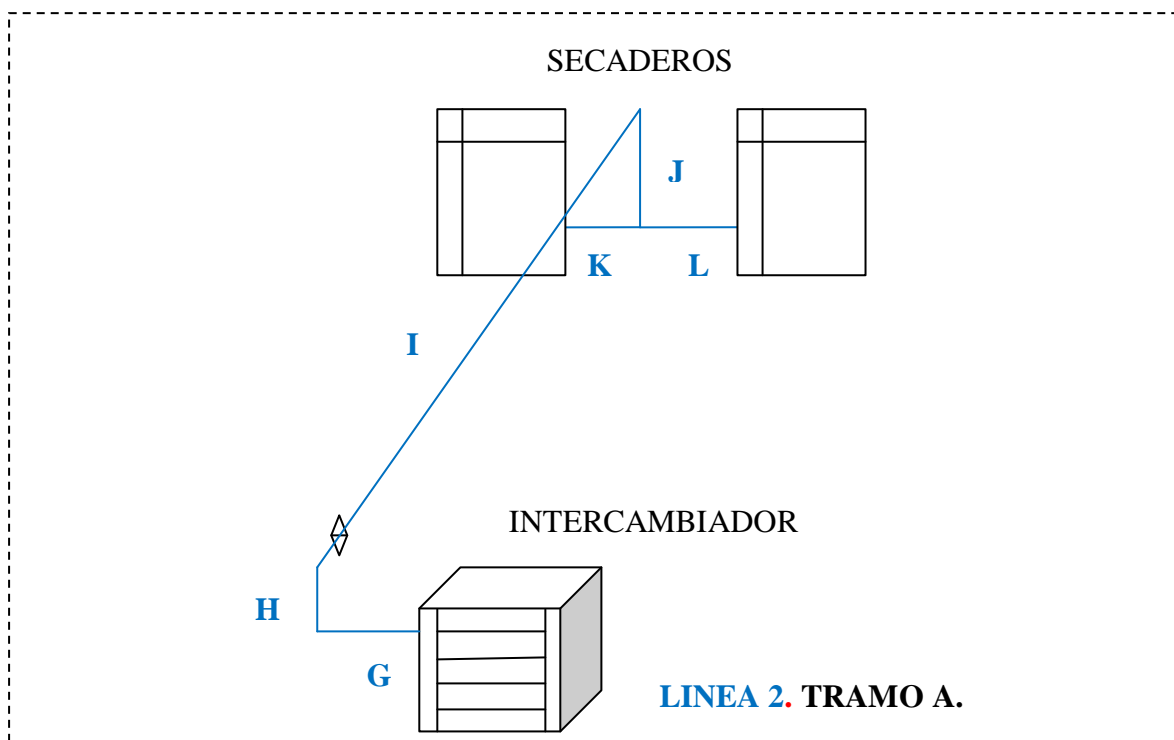 SECADEROS
J
K
L
I
INTERCAMBIADOR
H
G
LINEA 2. TRAMO A.